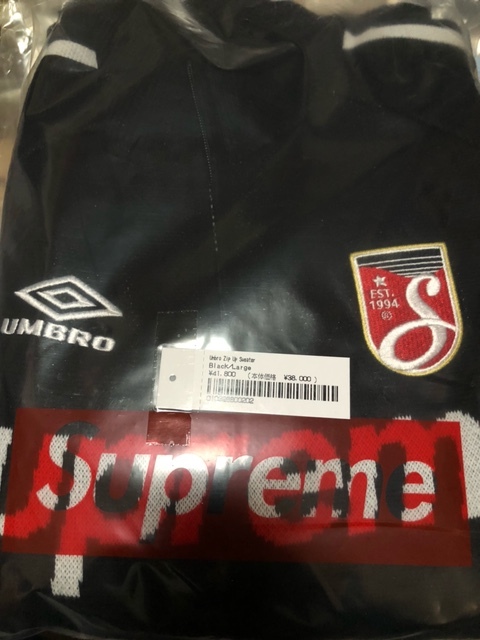 EST.
1994
®
UMBRO
Umbro Zip Up Sweater
Black/Large
¥41,800 (本体価格 ¥38,000 )
Supreme